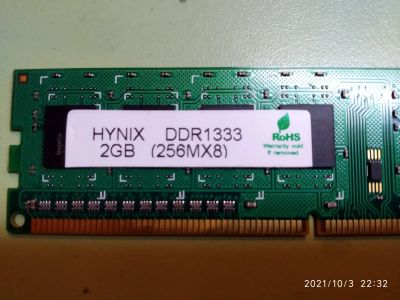 HYNIX DDR1333
2GB (256MX8)
RoHS
Warranty void
if removed
2021/10/3 22:32